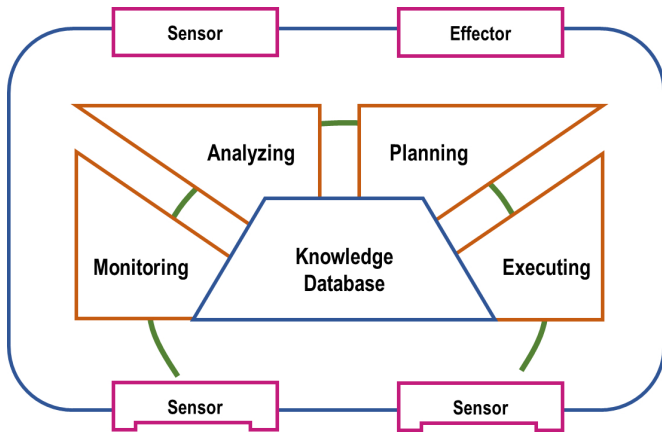 Sensor
Effector
Analyzing
Planning
Monitoring
Knowledge
Database
Executing
Sensor
Sensor